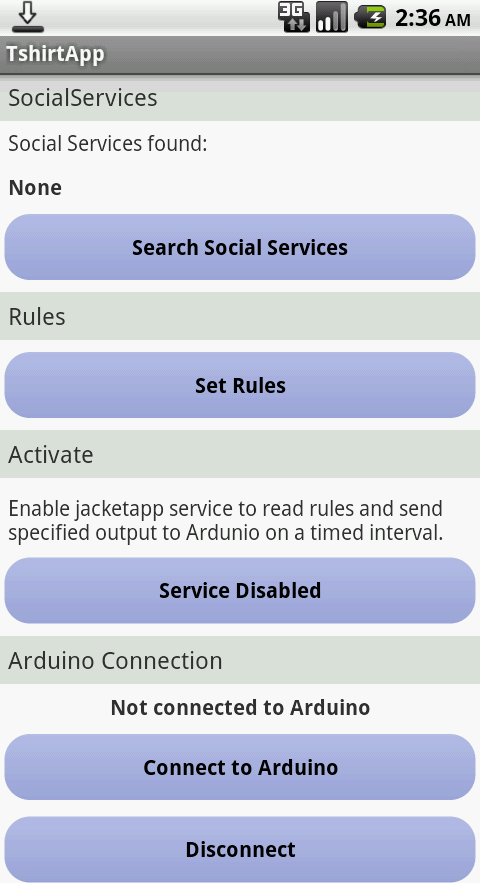 3G
2:36 AM
TshirtApp
SocialServices
Social Services found:
None
Search Social Services
Rules
Set Rules
Activate
Enable jacketapp service to read rules and send
specified output to Ardunio on a timed interval.
Service Disabled
Arduino Connection
Not connected to Arduino
Connect to Arduino
Disconnect